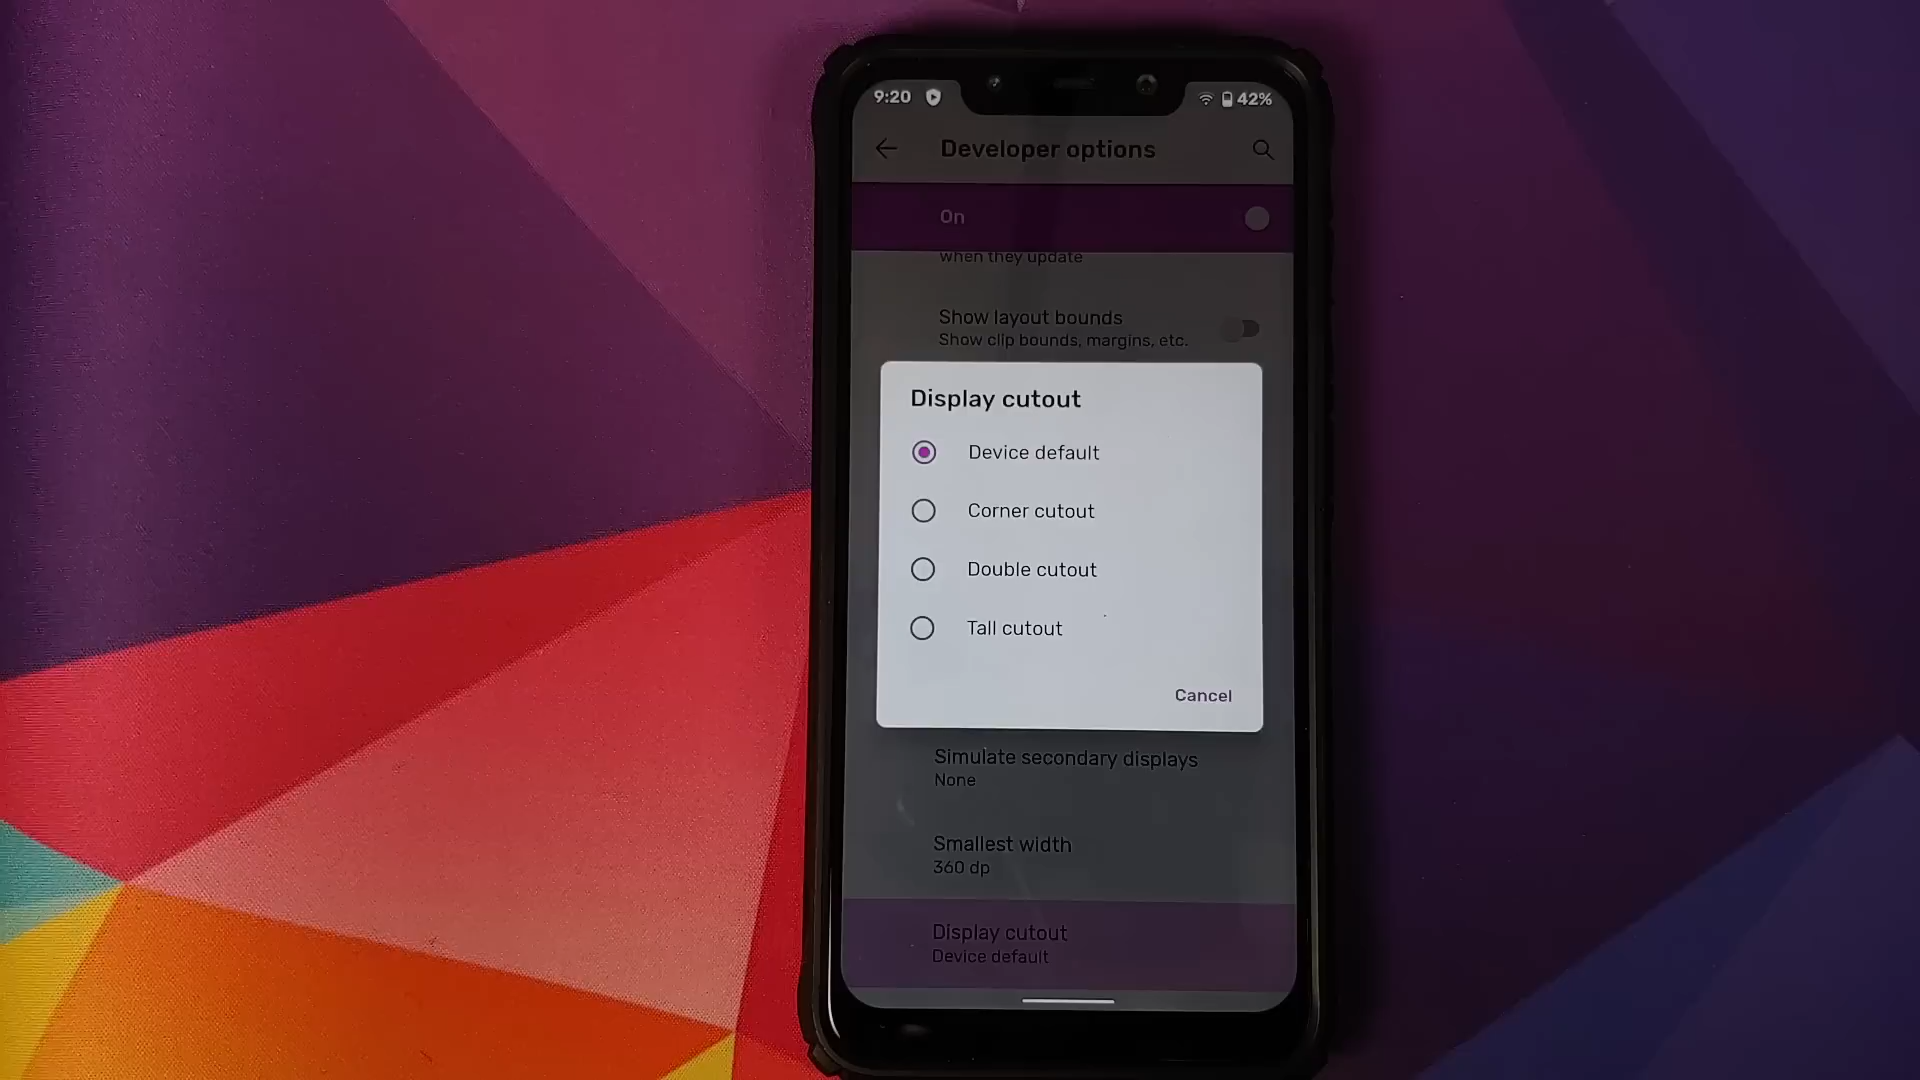 9:20
42%
Developer options
On
when they update
Show layout bounds
Show clip bounds, margins, etc.
Display cutout
Device default
Corner cutout
Double cutout
Tall cutout
Cancel
Simulate secondary displays
None
Smallest width
360 dp
Display cutout
Device default